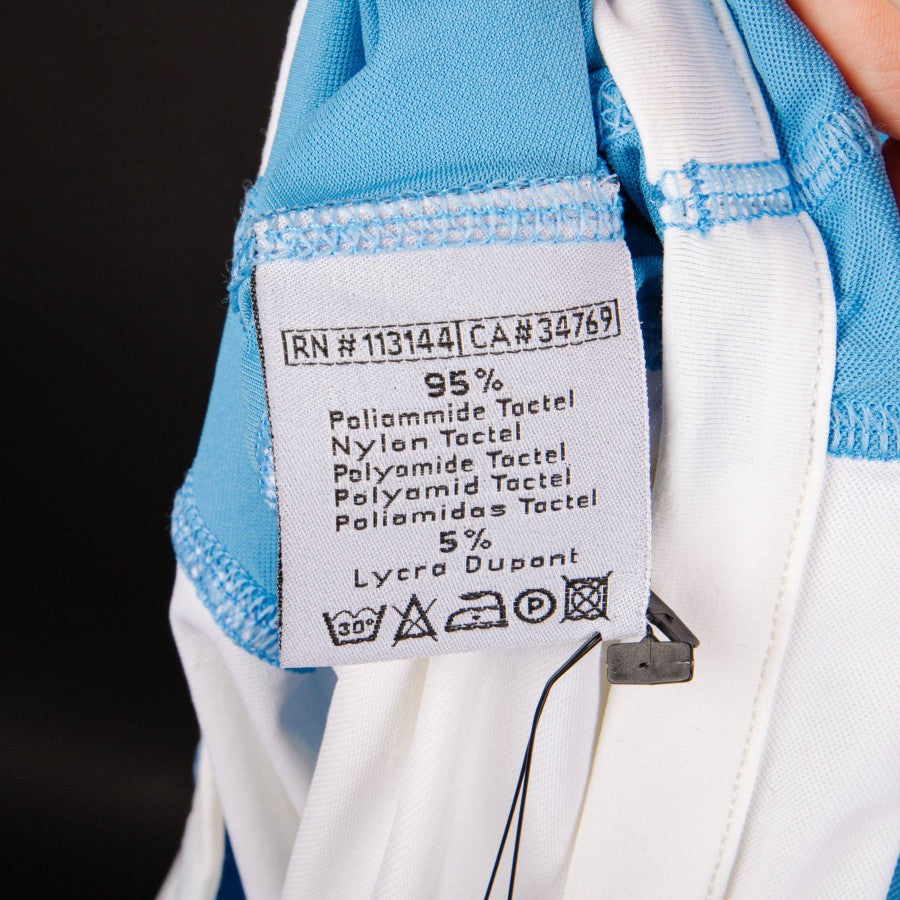 RN # 113144 CA # 34769
95%
Poliammide Tactel
Nylon Tactel
Polyamide Tactel
Polyamid Tactel
Poliamidas Tactel
5%
Lycra Dupont
30° P